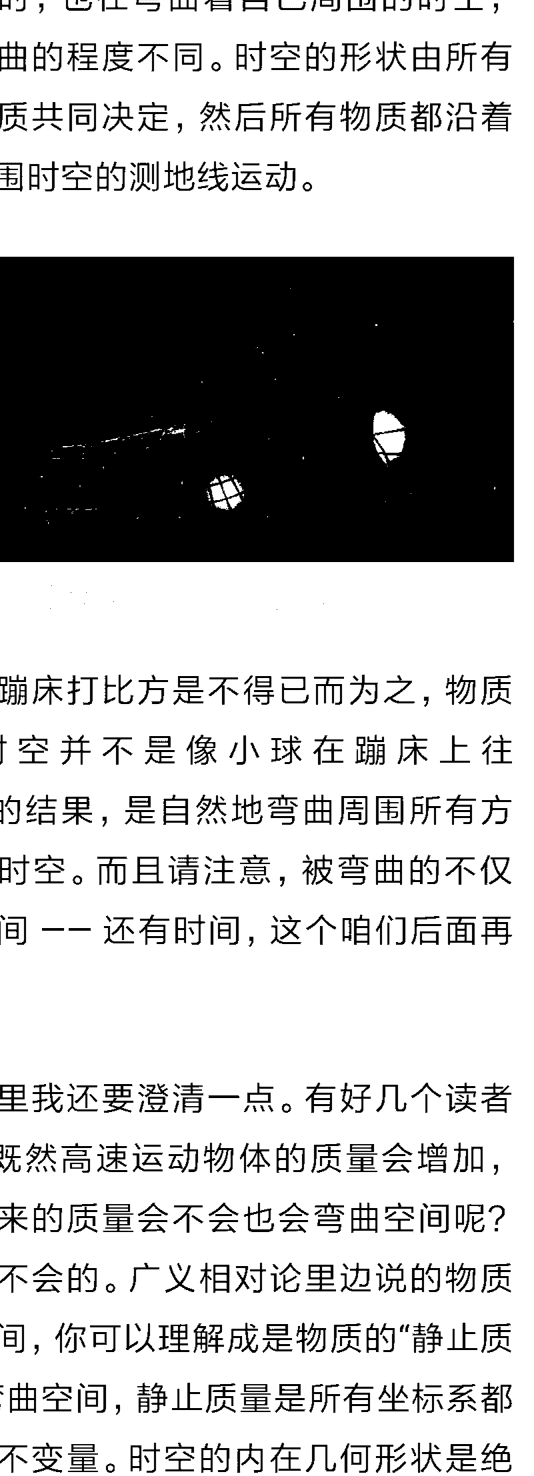 的，也在弯曲着自己周围的时空，
曲的程度不同。时空的形状由所有
质共同决定，然后所有物质都沿着
围时空的测地线运动。
蹦床打比方是不得已而为之，物质
时空并不是像小球在蹦床上往
的结果，是自然地弯曲周围所有方
时空。而且请注意，被弯曲的不仅
间 —— 还有时间，这个咱们后面再
里我还要澄清一点。有好几个读者
既然高速运动物体的质量会增加，
来的质量会不会也会弯曲空间呢？
不会的。广义相对论里边说的物质
间，你可以理解成是物质的“静止质
弯曲空间，静止质量是所有坐标系都
不变量。时空的内在几何形状是绝